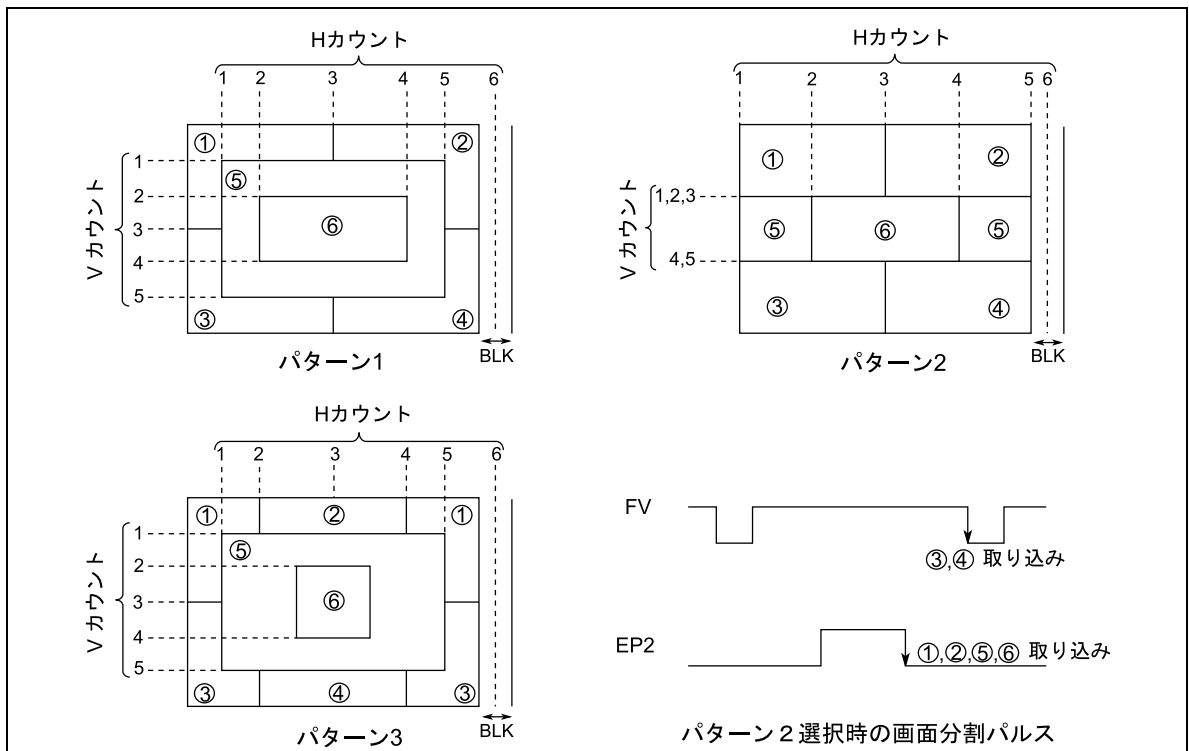 Hカウント
1 2 3 4 5 6
Vカウント
1
2
3
4
5
① ②
⑤
⑥
③ ④
BLK
パターン1
Hカウント
1 2 3 4 5 6
Vカウント
1,2,3
4,5
① ②
⑤ ⑥ ⑤
③ ④
BLK
パターン2
Hカウント
1 2 3 4 5 6
Vカウント
1
2
3
4
5
① ② ①
⑤
⑥
③ ④ ③
BLK
パターン3
FV
③,④ 取り込み
EP2
①,②,⑤,⑥ 取り込み
パターン2選択時の画面分割パルス